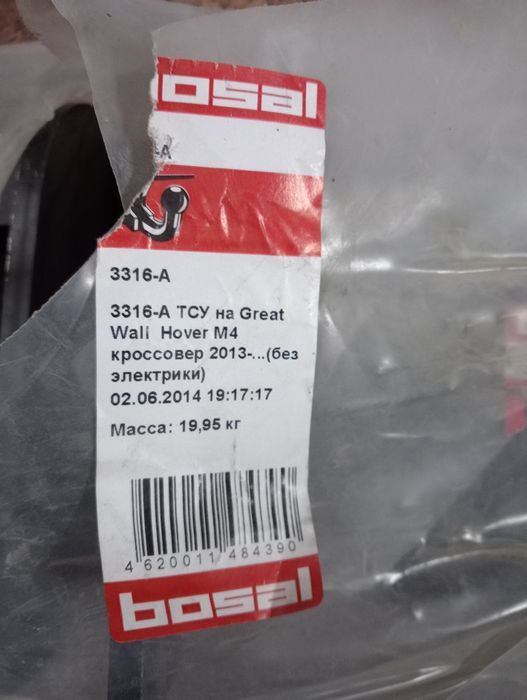 bosal
-A
3316-A
3316-A ТСУ на Great
Wall Hover M4
кроссовер 2013-...(без
электрики)
02.06.2014 19:17:17
Масса: 19,95 кг
4 620011 484390
bosal